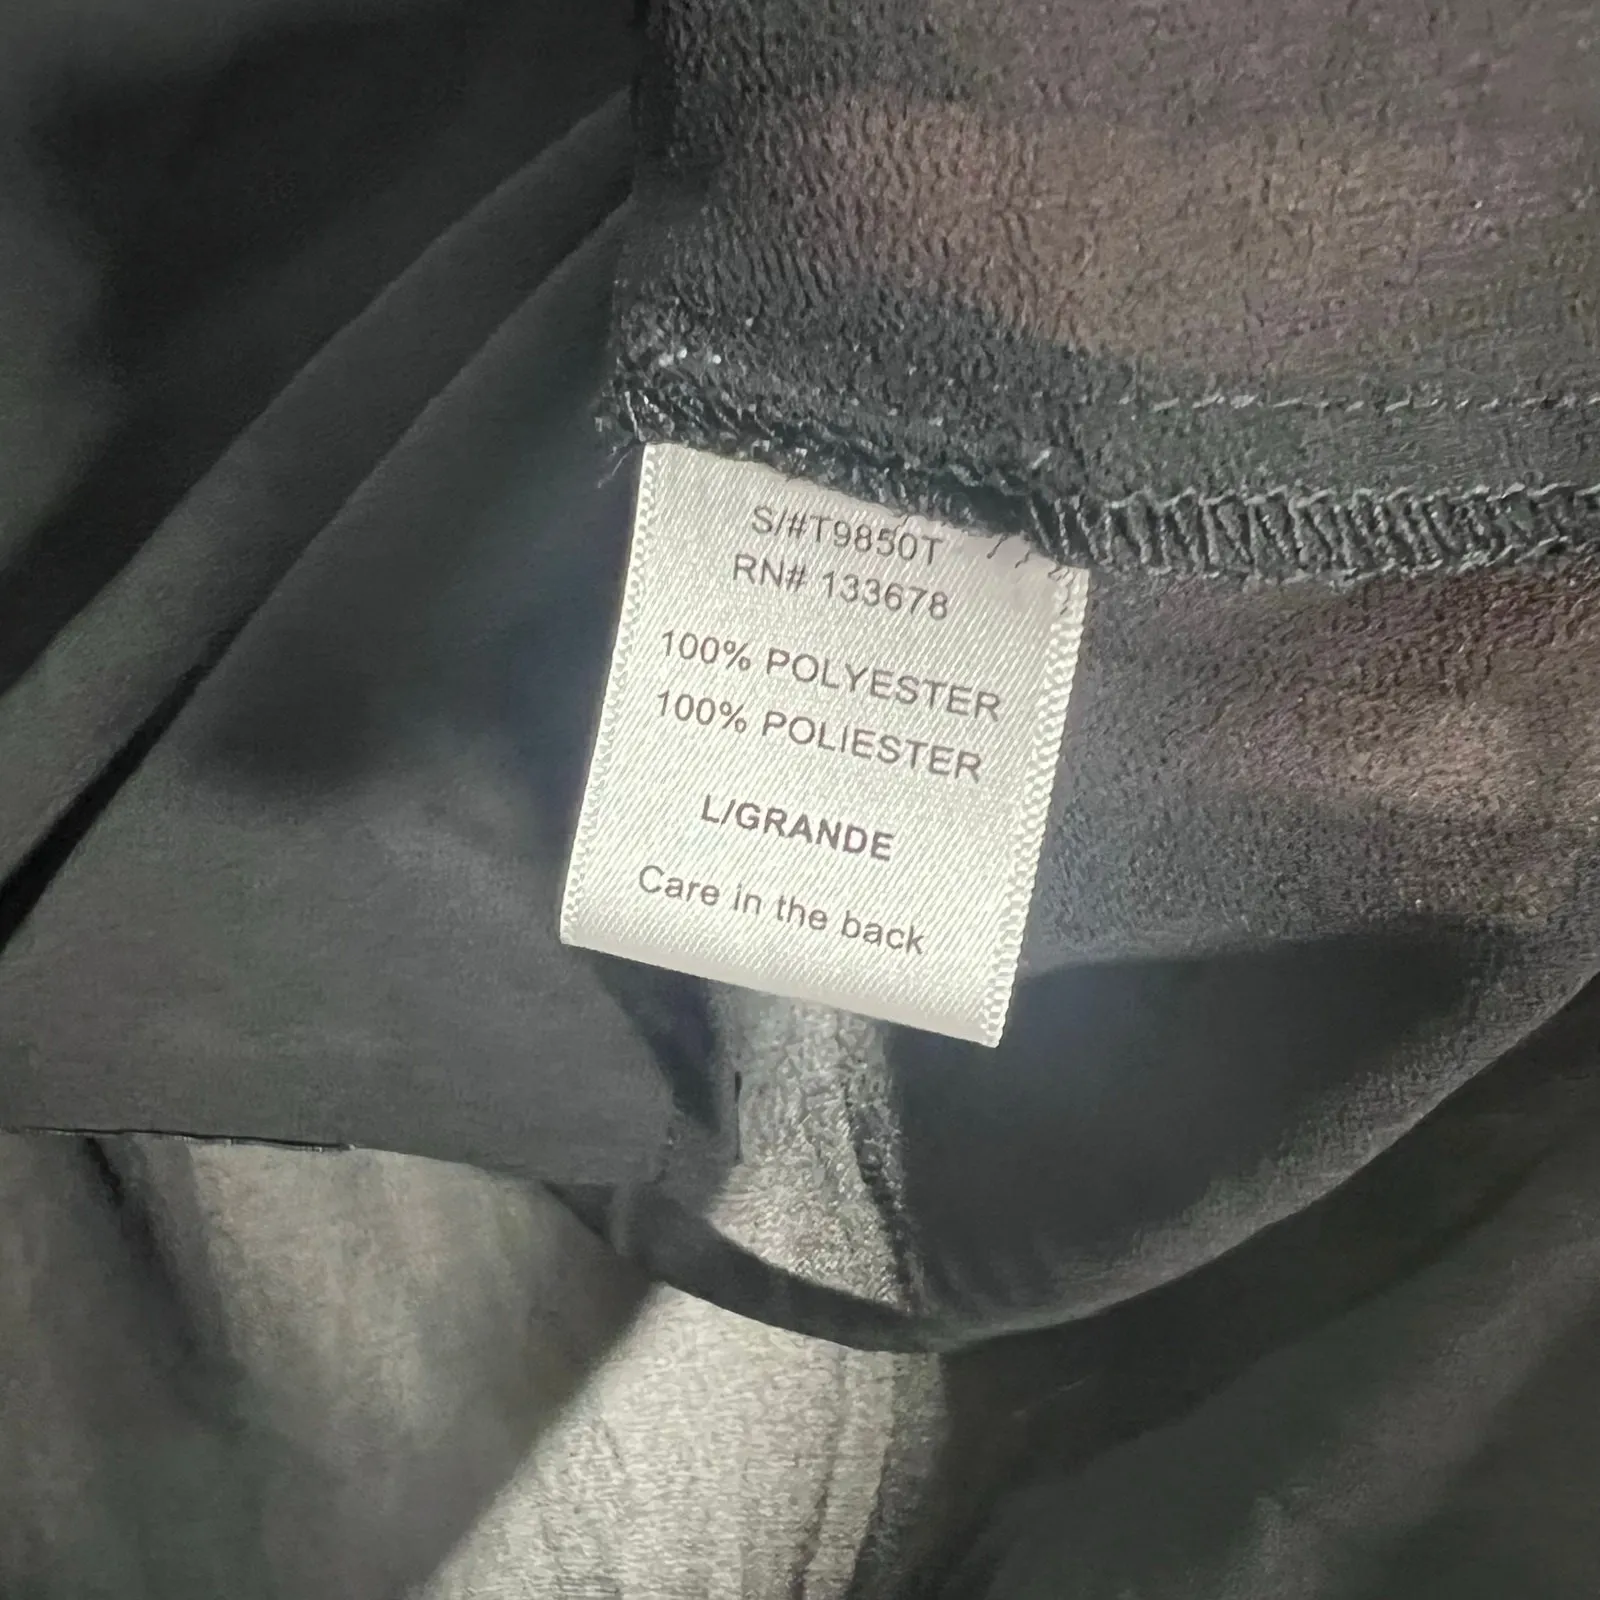 S/#T9850T
RN# 133678
100% POLYESTER
100% POLIESTER
L/GRANDE
Care in the back